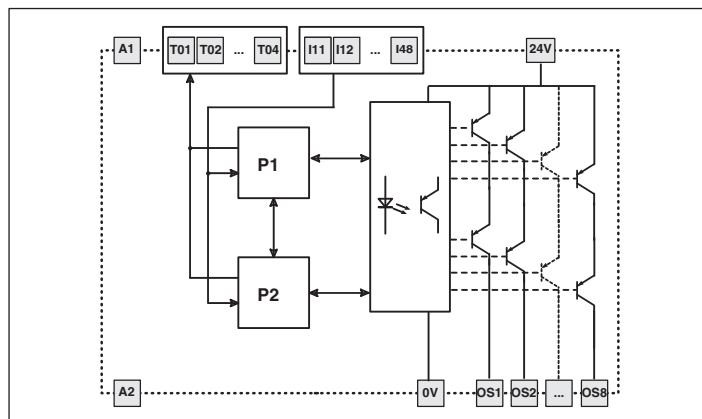 A1 T01 T02 ... T04 I11 I12 ... I48 24V
P1
P2
A2 0V OS1 OS2 ... OS8